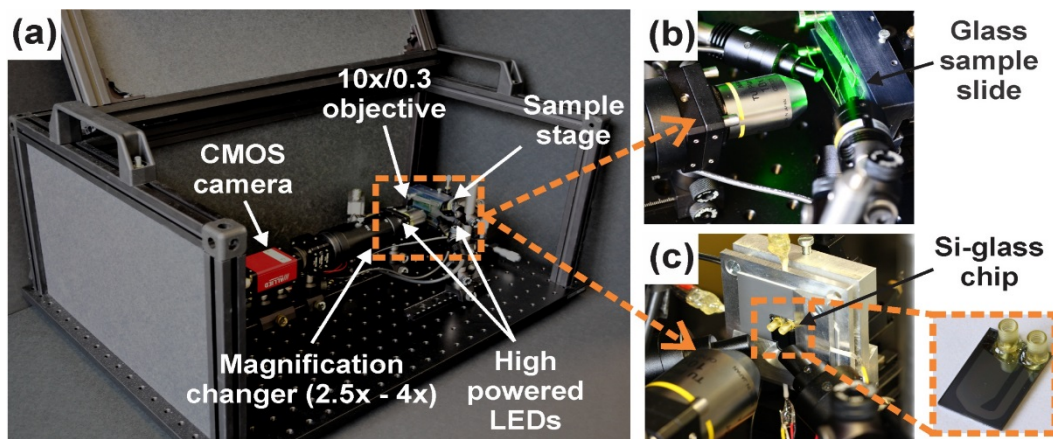 (a)
10x/0.3
objective
Sample
stage
CMOS
camera
Magnification
changer (2.5x - 4x)
High
powered
LEDs
(b)
Glass
sample
slide
(c)
Si-glass
chip